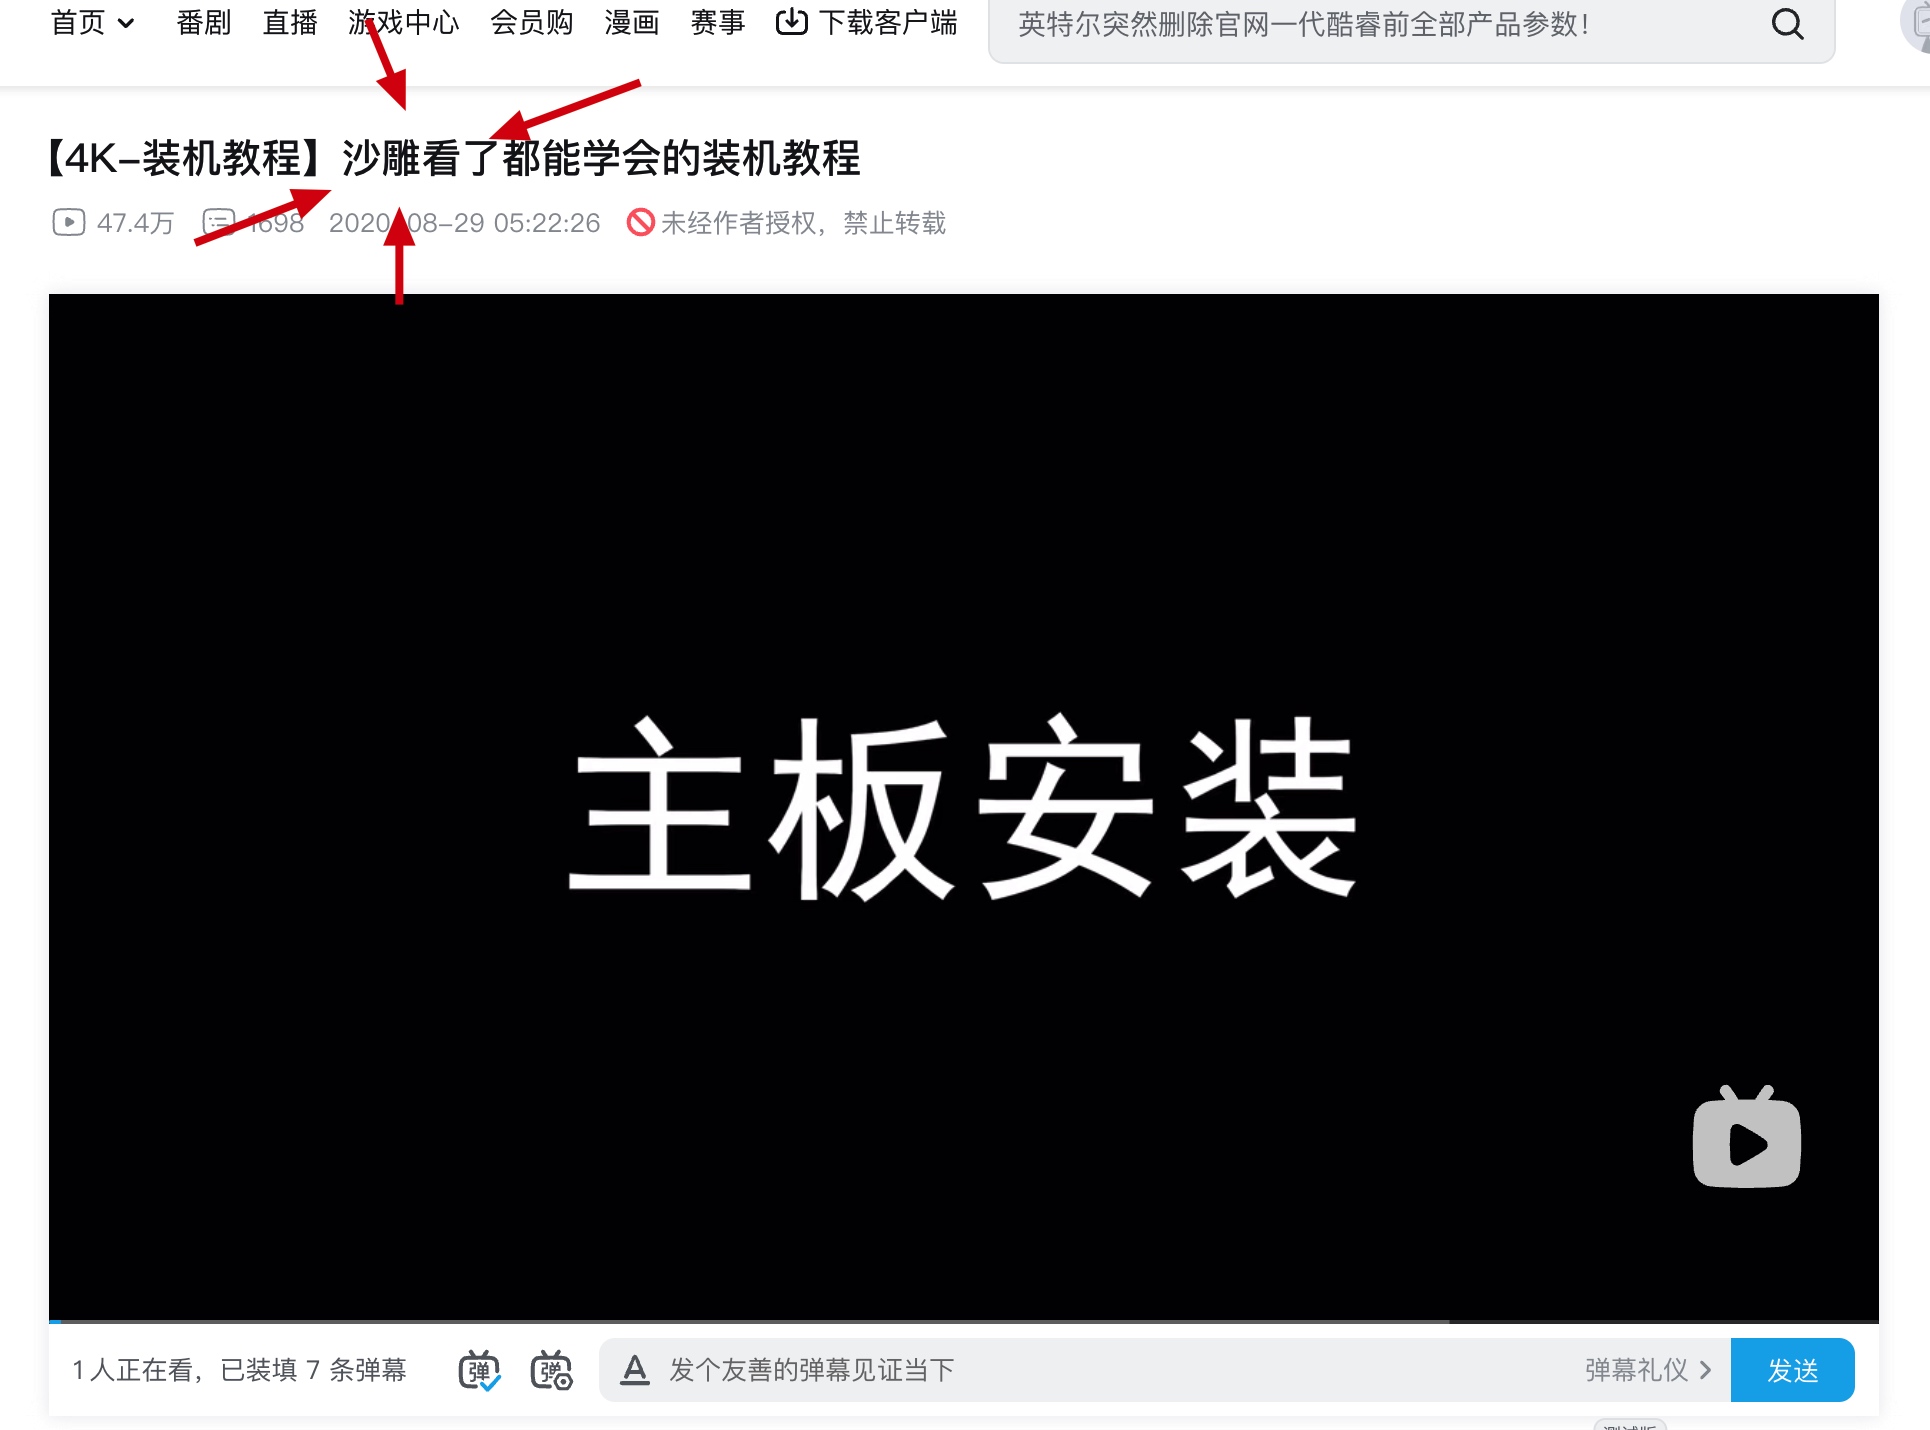 首页 番剧 直播 游戏中心 会员购 漫画 赛事 下载客户端 英特尔突然删除官网一代酷睿前全部产品参数！
【4K-装机教程】沙雕看了都能学会的装机教程
47.4万 1698 2020-08-29 05:22:26 未经作者授权，禁止转载
主板安装
1人正在看，已装填 7 条弹幕 弹 弹 A 发个友善的弹幕见证当下 弹幕礼仪 发送